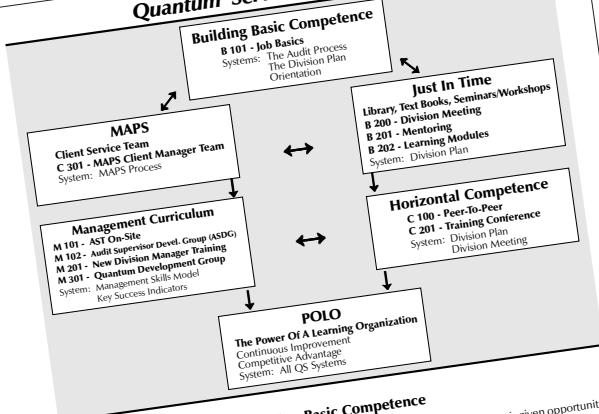 Quantum
Building Basic Competence
B 101 - Job Basics
Systems: The Audit Process
The Division Plan
Orientation
MAPS
Client Service Team
C 301 - MAPS Client Manager Team
System: MAPS Process
Just In Time
Library, Text Books, Seminars/Workshops
B 200 - Division Meeting
B 201 - Mentoring
B 202 - Learning Modules
System: Division Plan
Management Curriculum
M 101 - AST On-Site
M 102 - Audit Supervisor Devel. Group (ASDG)
M 201 - New Division Manager Training
M 301 - Quantum Development Group
System: Management Skills Model
Key Success Indicators
Horizontal Competence
C 100 - Peer-To-Peer
C 201 - Training Conference
System: Division Plan
Division Meeting
POLO
The Power Of A Learning Organization
Continuous Improvement
Competitive Advantage
System: All QS Systems
Basic Competence
given